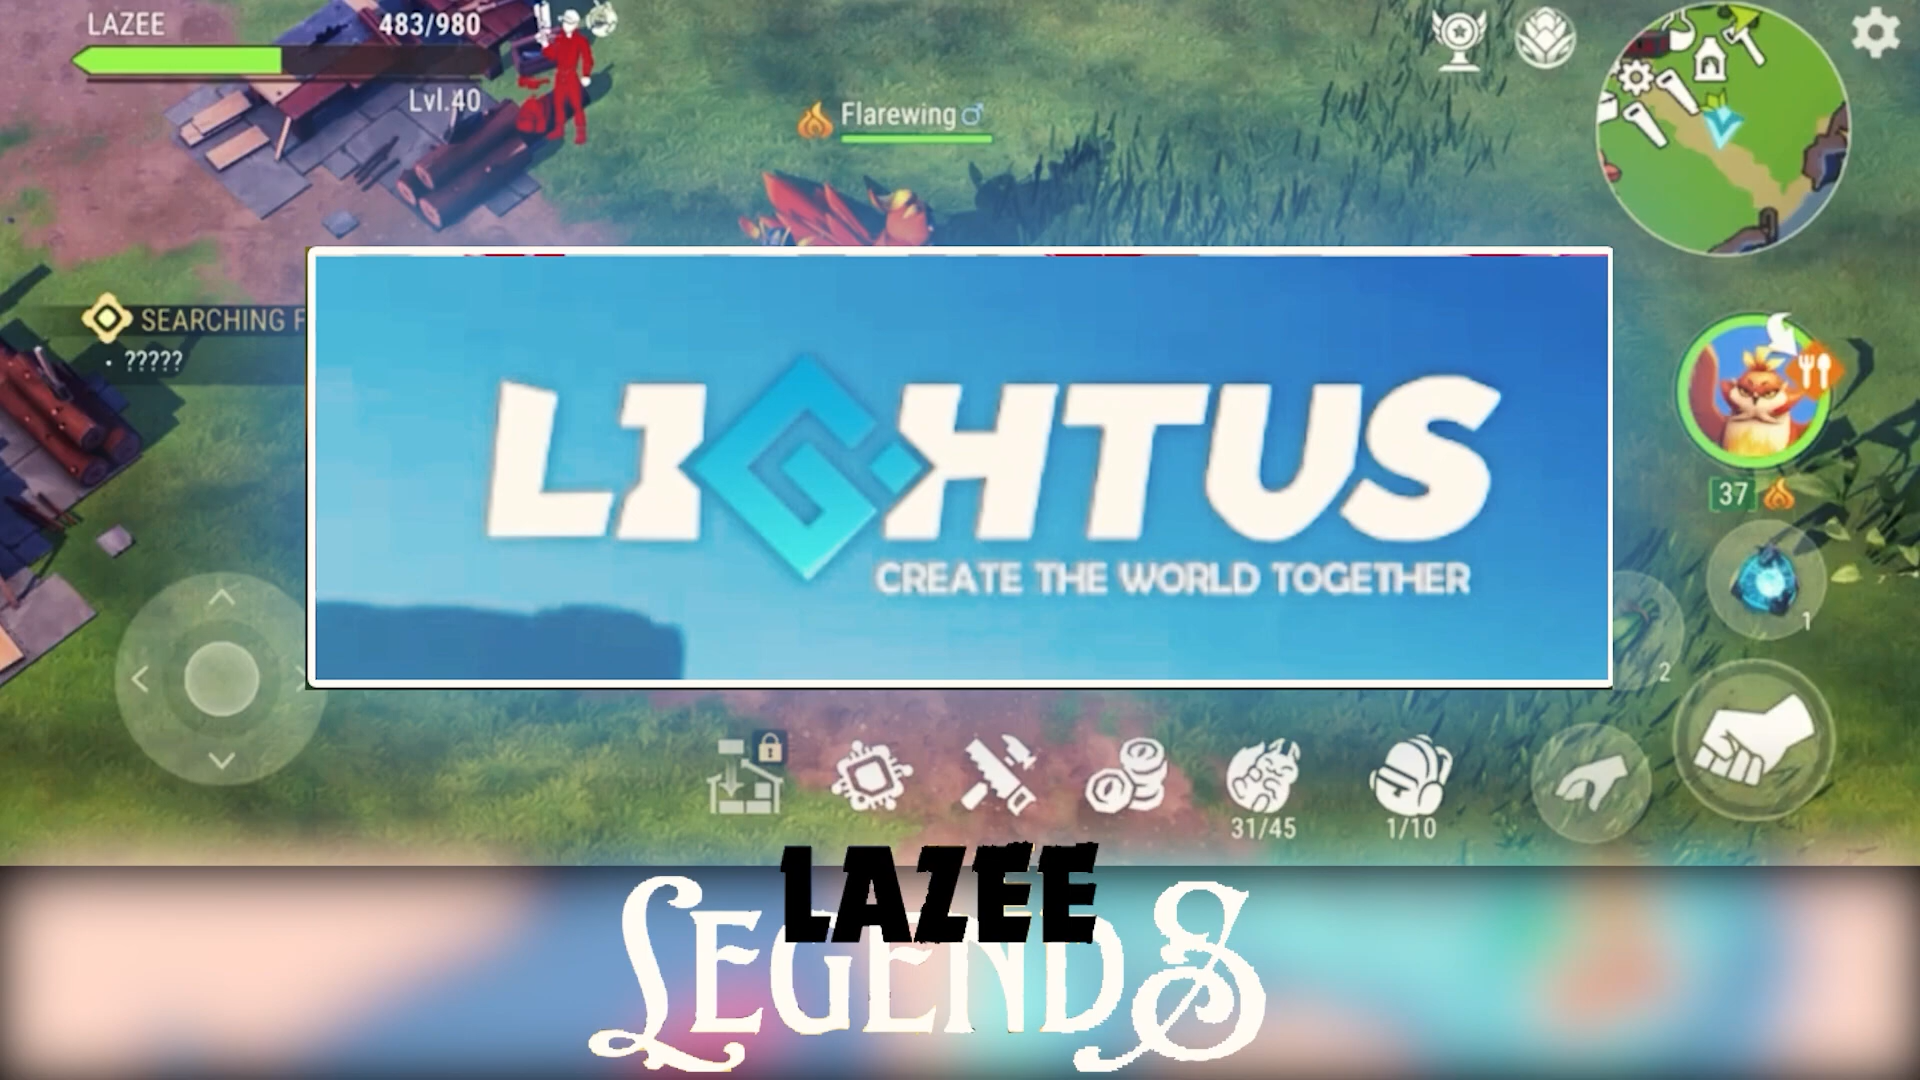 LAZEE 483/980
Lvl.40
Flarewing♂
SEARCHING F
· ?????
LIGHTUS
CREATE THE WORLD TOGETHER
37
1
2
31/45
1/10
LAZEE
LEGENDS